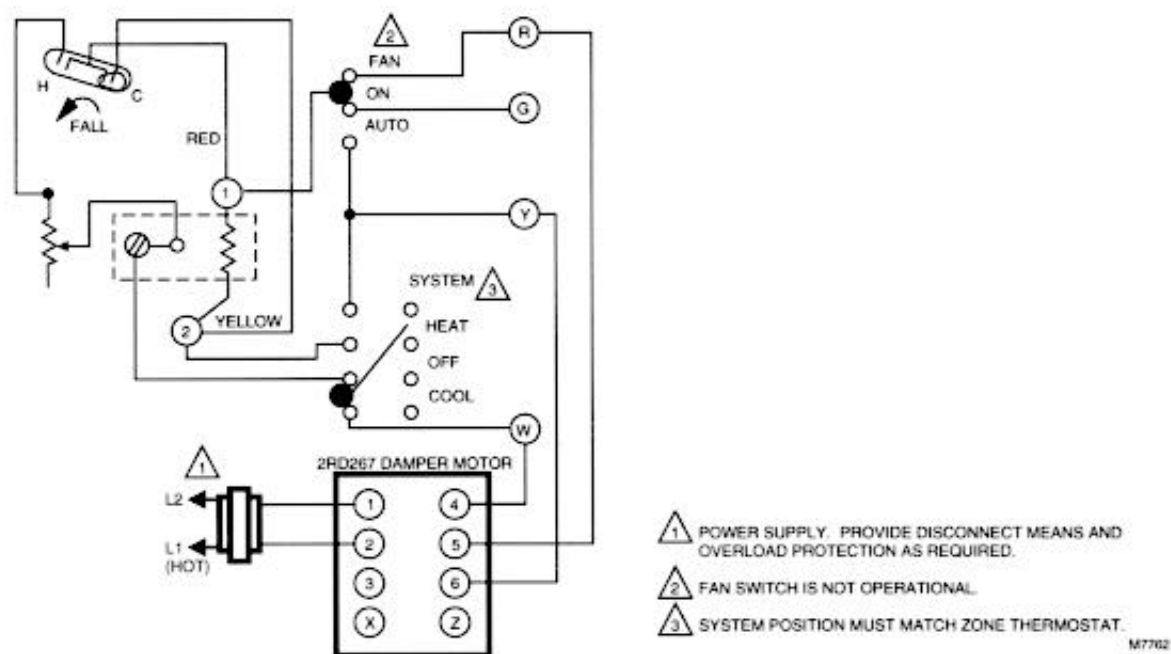 2
FAN
R
H
C
ON
G
FALL
RED
AUTO
1
Y
SYSTEM 3
2
YELLOW
HEAT
OFF
COOL
W
2RD267 DAMPER MOTOR
1
L2
1
4
L1
(HOT)
2
5
3
6
X
Z
1 POWER SUPPLY. PROVIDE DISCONNECT MEANS AND
OVERLOAD PROTECTION AS REQUIRED.
2 FAN SWITCH IS NOT OPERATIONAL.
3 SYSTEM POSITION MUST MATCH ZONE THERMOSTAT.
M7762